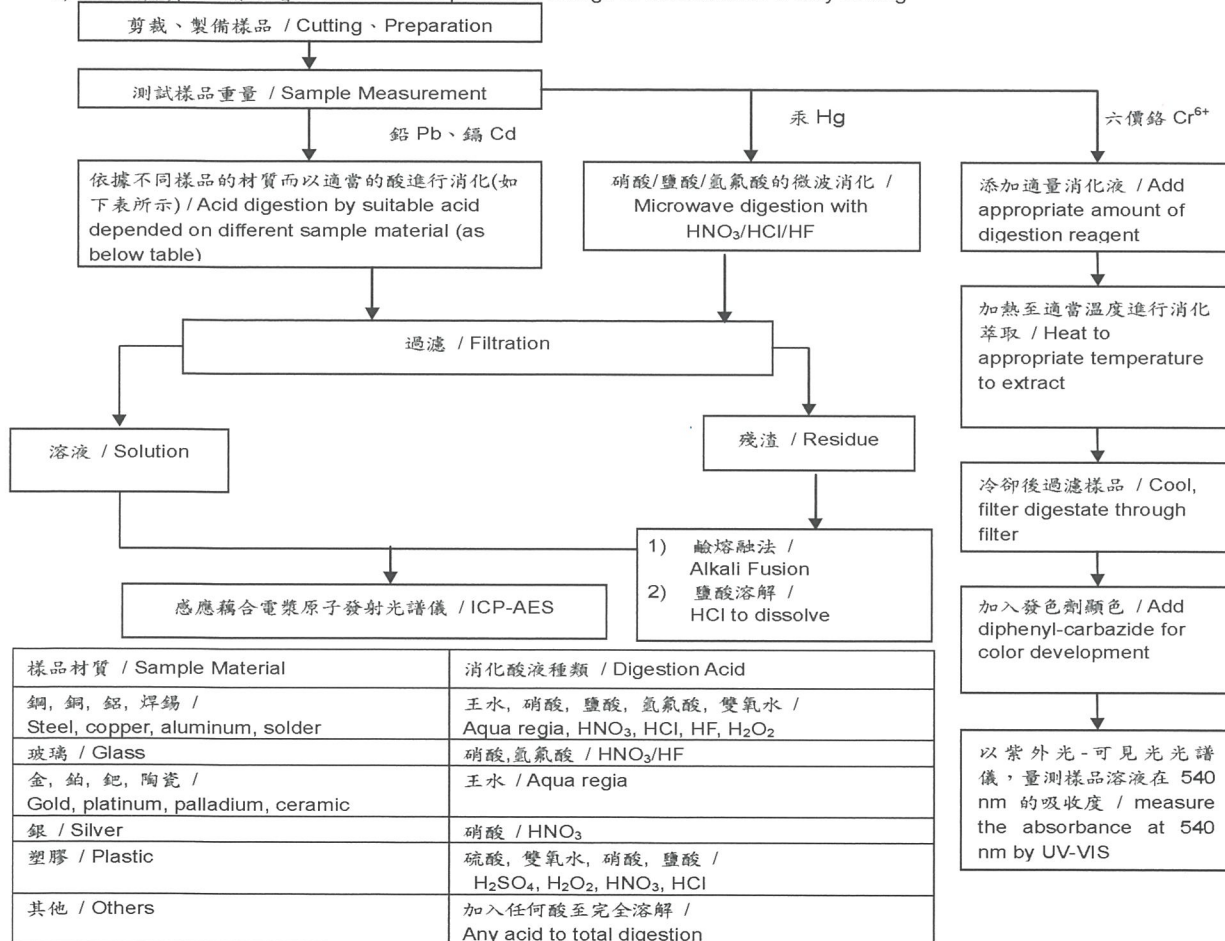 剪裁、製備樣品 / Cutting、Preparation
測試樣品重量 / Sample Measurement
鉛 Pb、鎘 Cd
汞 Hg
六價鉻 Cr⁶⁺
依據不同樣品的材質而以適當的酸進行消化(如
下表所示) / Acid digestion by suitable acid
depended on different sample material (as
below table)
硝酸/鹽酸/氫氟酸的微波消化 /
Microwave digestion with
HNO₃/HCl/HF
添加適量消化液 / Add
appropriate amount of
digestion reagent
加熱至適當溫度進行消化
萃取 / Heat to
appropriate temperature
to extract
過濾 / Filtration
溶液 / Solution
殘渣 / Residue
冷卻後過濾樣品 / Cool,
filter digestate through
filter
1) 鹼熔融法 /
Alkali Fusion
2) 鹽酸溶解 /
HCl to dissolve
感應藕合電漿原子發射光譜儀 / ICP-AES
加入發色劑顯色 / Add
diphenyl-carbazide for
color development
以紫外光-可見光光譜
儀，量測樣品溶液在 540
nm 的吸收度 / measure
the absorbance at 540
nm by UV-VIS
樣品材質 / Sample Material
消化酸液種類 / Digestion Acid
鋼, 銅, 鋁, 焊錫 /
Steel, copper, aluminum, solder
王水, 硝酸, 鹽酸, 氫氟酸, 雙氧水 /
Aqua regia, HNO₃, HCl, HF, H₂O₂
玻璃 / Glass
硝酸,氫氟酸 / HNO₃/HF
金, 鉑, 鈀, 陶瓷 /
Gold, platinum, palladium, ceramic
王水 / Aqua regia
銀 / Silver
硝酸 / HNO₃
塑膠 / Plastic
硫酸, 雙氧水, 硝酸, 鹽酸 /
H₂SO₄, H₂O₂, HNO₃, HCl
其他 / Others
加入任何酸至完全溶解 /
Any acid to total digestion